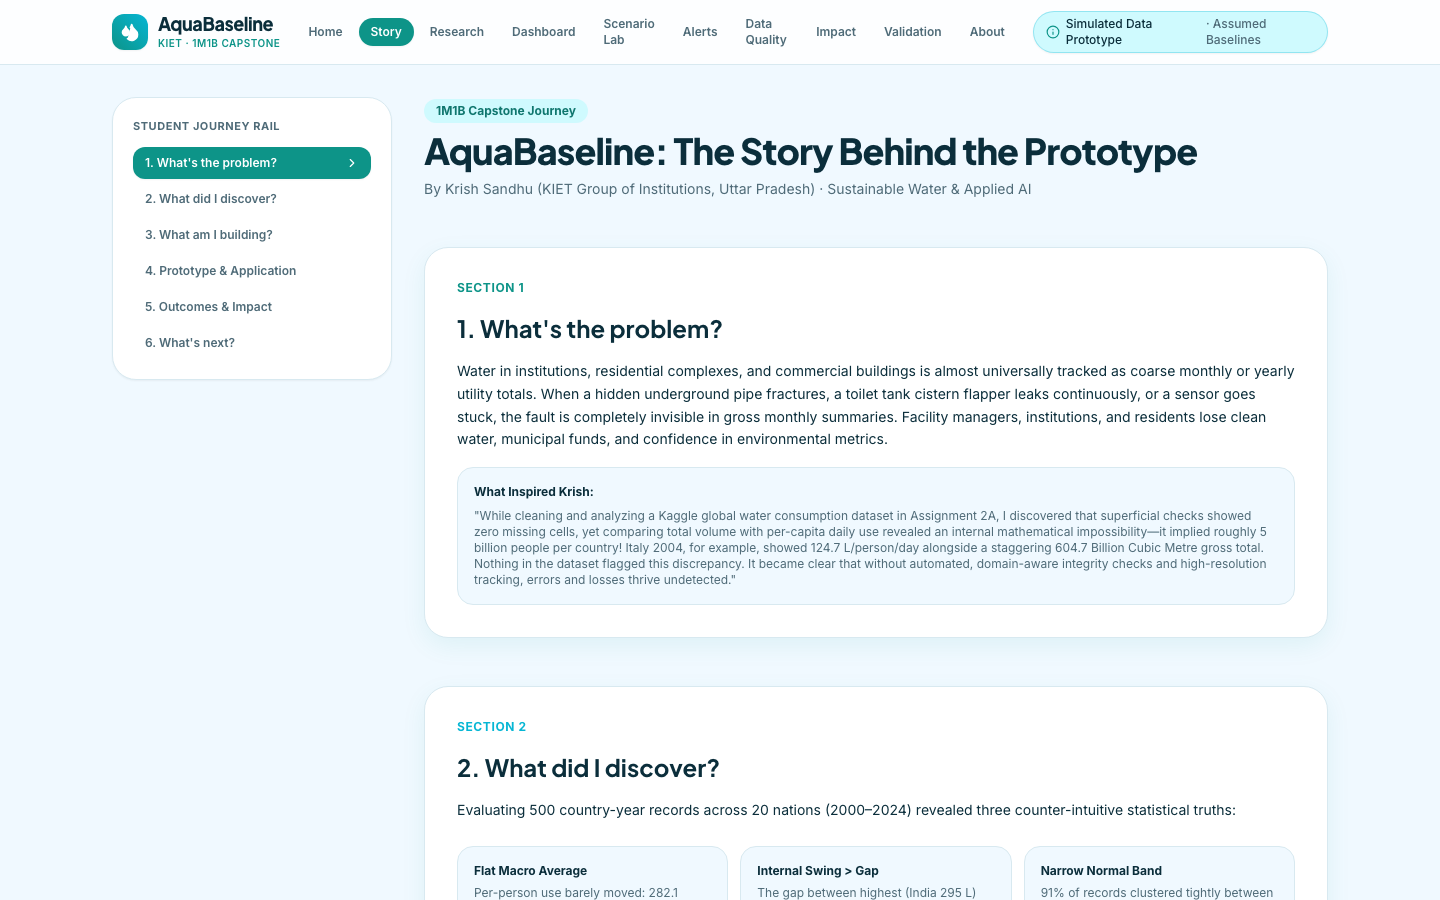 AquaBaseline
KIET · 1M1B CAPSTONE
Home
Story
Research
Dashboard
Scenario
Lab
Alerts
Data
Quality
Impact
Validation
About
Simulated Data
Prototype
· Assumed
Baselines
STUDENT JOURNEY RAIL
1. What's the problem?
2. What did I discover?
3. What am I building?
4. Prototype & Application
5. Outcomes & Impact
6. What's next?
1M1B Capstone Journey
AquaBaseline: The Story Behind the Prototype
By Krish Sandhu (KIET Group of Institutions, Uttar Pradesh) · Sustainable Water & Applied AI
SECTION 1
1. What's the problem?
Water in institutions, residential complexes, and commercial buildings is almost universally tracked as coarse monthly or yearly
utility totals. When a hidden underground pipe fractures, a toilet tank cistern flapper leaks continuously, or a sensor goes
stuck, the fault is completely invisible in gross monthly summaries. Facility managers, institutions, and residents lose clean
water, municipal funds, and confidence in environmental metrics.
What Inspired Krish:
"While cleaning and analyzing a Kaggle global water consumption dataset in Assignment 2A, I discovered that superficial checks showed
zero missing cells, yet comparing total volume with per-capita daily use revealed an internal mathematical impossibility—it implied roughly 5
billion people per country! Italy 2004, for example, showed 124.7 L/person/day alongside a staggering 604.7 Billion Cubic Metre gross total.
Nothing in the dataset flagged this discrepancy. It became clear that without automated, domain-aware integrity checks and high-resolution
tracking, errors and losses thrive undetected."
SECTION 2
2. What did I discover?
Evaluating 500 country-year records across 20 nations (2000–2024) revealed three counter-intuitive statistical truths:
Flat Macro Average
Per-person use barely moved: 282.1
Internal Swing > Gap
The gap between highest (India 295 L)
Narrow Normal Band
91% of records clustered tightly between